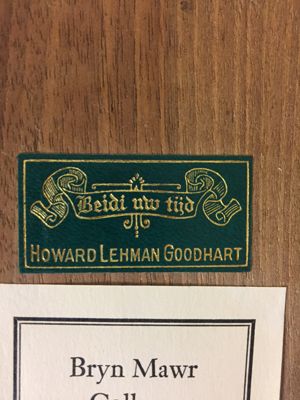 Beidi uw tijd
HOWARD LEHMAN GOODHART
Bryn Mawr